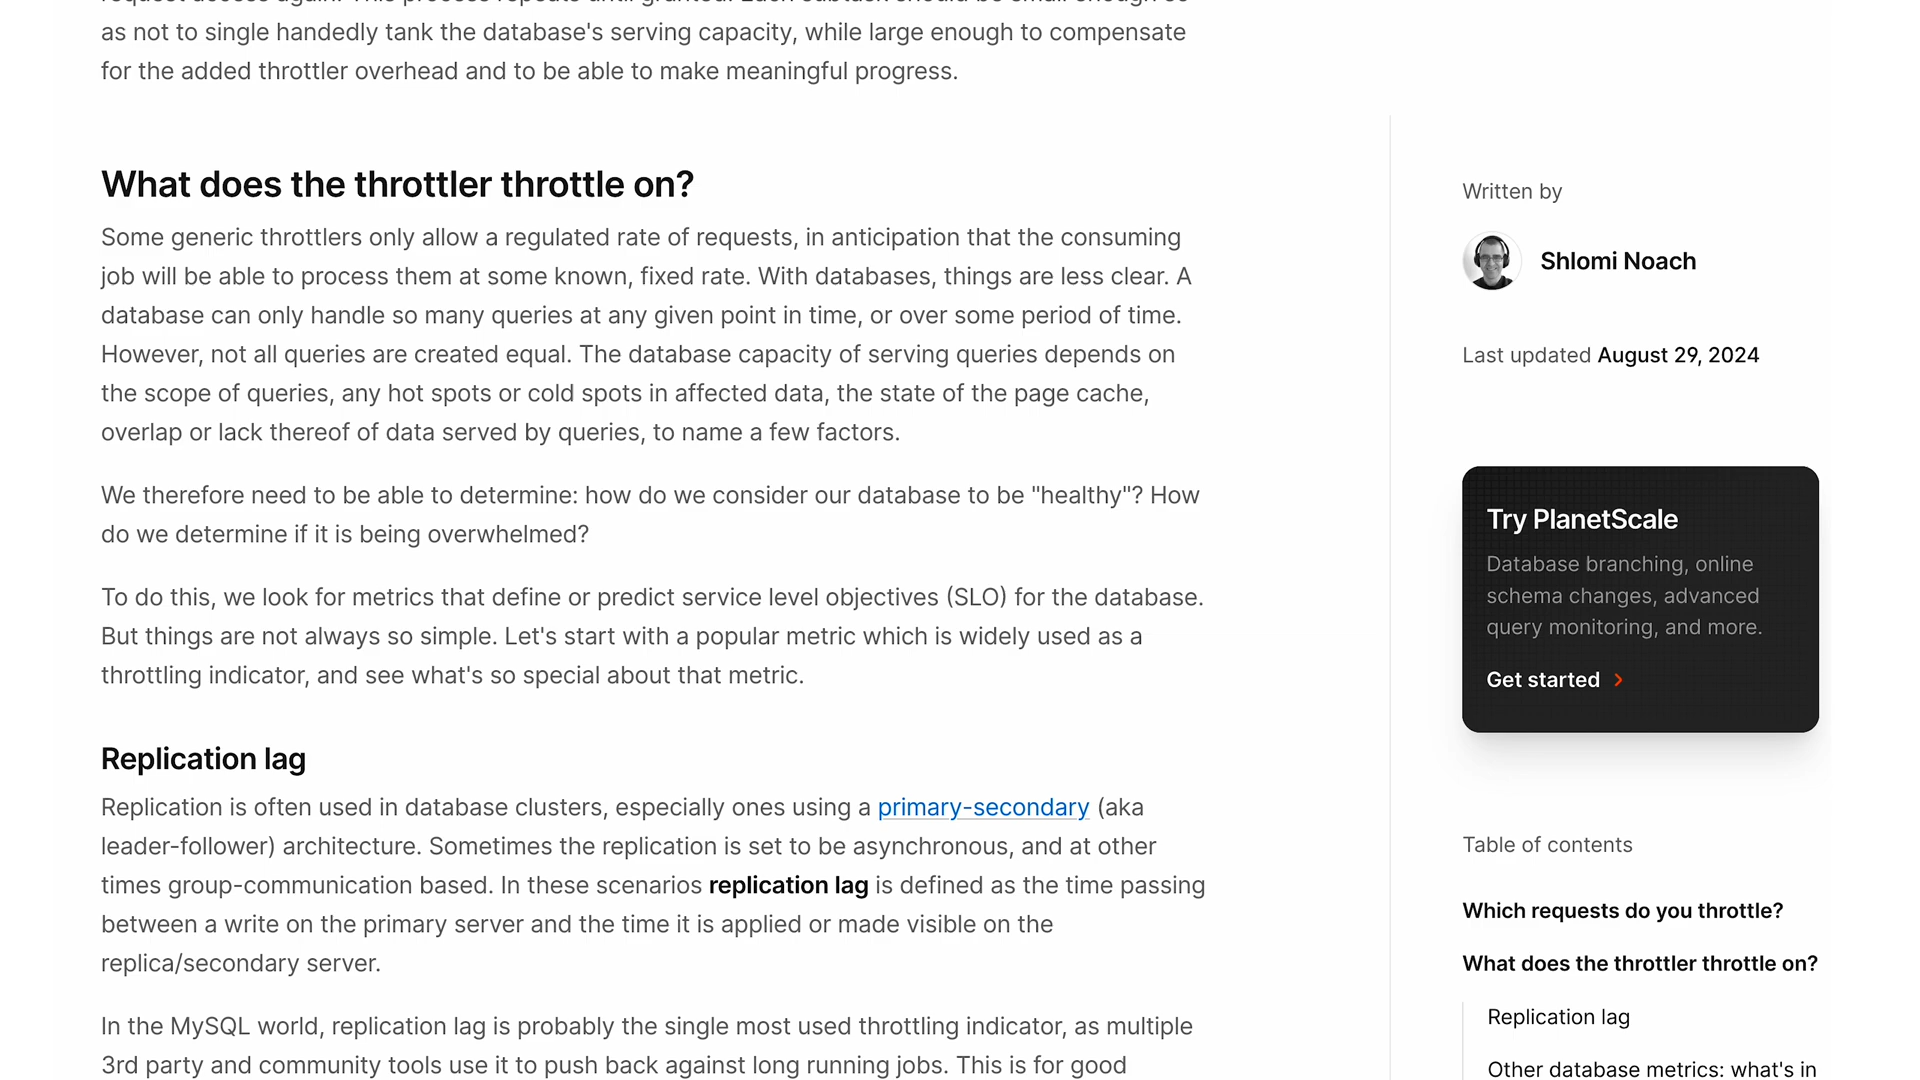 request access again. This process repeats until granted. Each subtask should be small enough so
as not to single handedly tank the database's serving capacity, while large enough to compensate
for the added throttler overhead and to be able to make meaningful progress.
What does the throttler throttle on?
Some generic throttlers only allow a regulated rate of requests, in anticipation that the consuming
job will be able to process them at some known, fixed rate. With databases, things are less clear. A
database can only handle so many queries at any given point in time, or over some period of time.
However, not all queries are created equal. The database capacity of serving queries depends on
the scope of queries, any hot spots or cold spots in affected data, the state of the page cache,
overlap or lack thereof of data served by queries, to name a few factors.
We therefore need to be able to determine: how do we consider our database to be "healthy"? How
do we determine if it is being overwhelmed?
To do this, we look for metrics that define or predict service level objectives (SLO) for the database.
But things are not always so simple. Let's start with a popular metric which is widely used as a
throttling indicator, and see what's so special about that metric.
Replication lag
Replication is often used in database clusters, especially ones using a primary-secondary (aka
leader-follower) architecture. Sometimes the replication is set to be asynchronous, and at other
times group-communication based. In these scenarios replication lag is defined as the time passing
between a write on the primary server and the time it is applied or made visible on the
replica/secondary server.
In the MySQL world, replication lag is probably the single most used throttling indicator, as multiple
3rd party and community tools use it to push back against long running jobs. This is for good
Written by
Shlomi Noach
Last updated August 29, 2024
Try PlanetScale
Database branching, online
schema changes, advanced
query monitoring, and more.
Get started
Table of contents
Which requests do you throttle?
What does the throttler throttle on?
Replication lag
Other database metrics: what's in